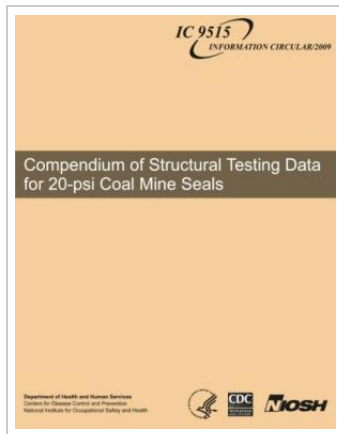 IC 9515
INFORMATION CIRCULAR/2009
Compendium of Structural Testing Data
for 20-psi Coal Mine Seals
Department of Health and Human Services
Centers for Disease Control and Prevention
National Institute for Occupational Safety and Health
CDC
NIOSH